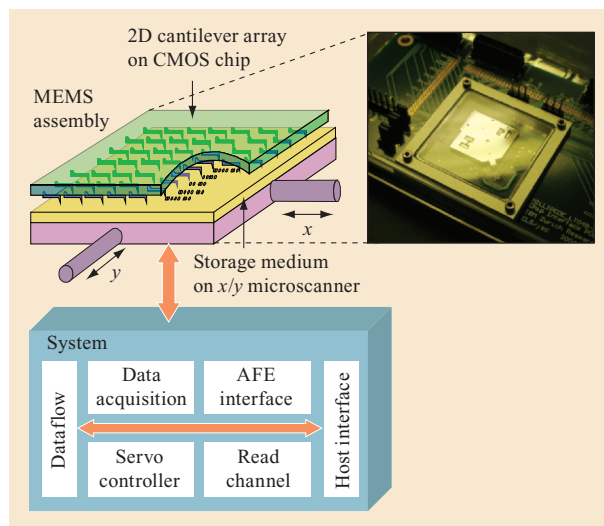 2D cantilever array
on CMOS chip
MEMS
assembly
x
y
Storage medium
on x/y microscanner
System
Dataflow
Data
acquisition
AFE
interface
Servo
controller
Read
channel
Host interface